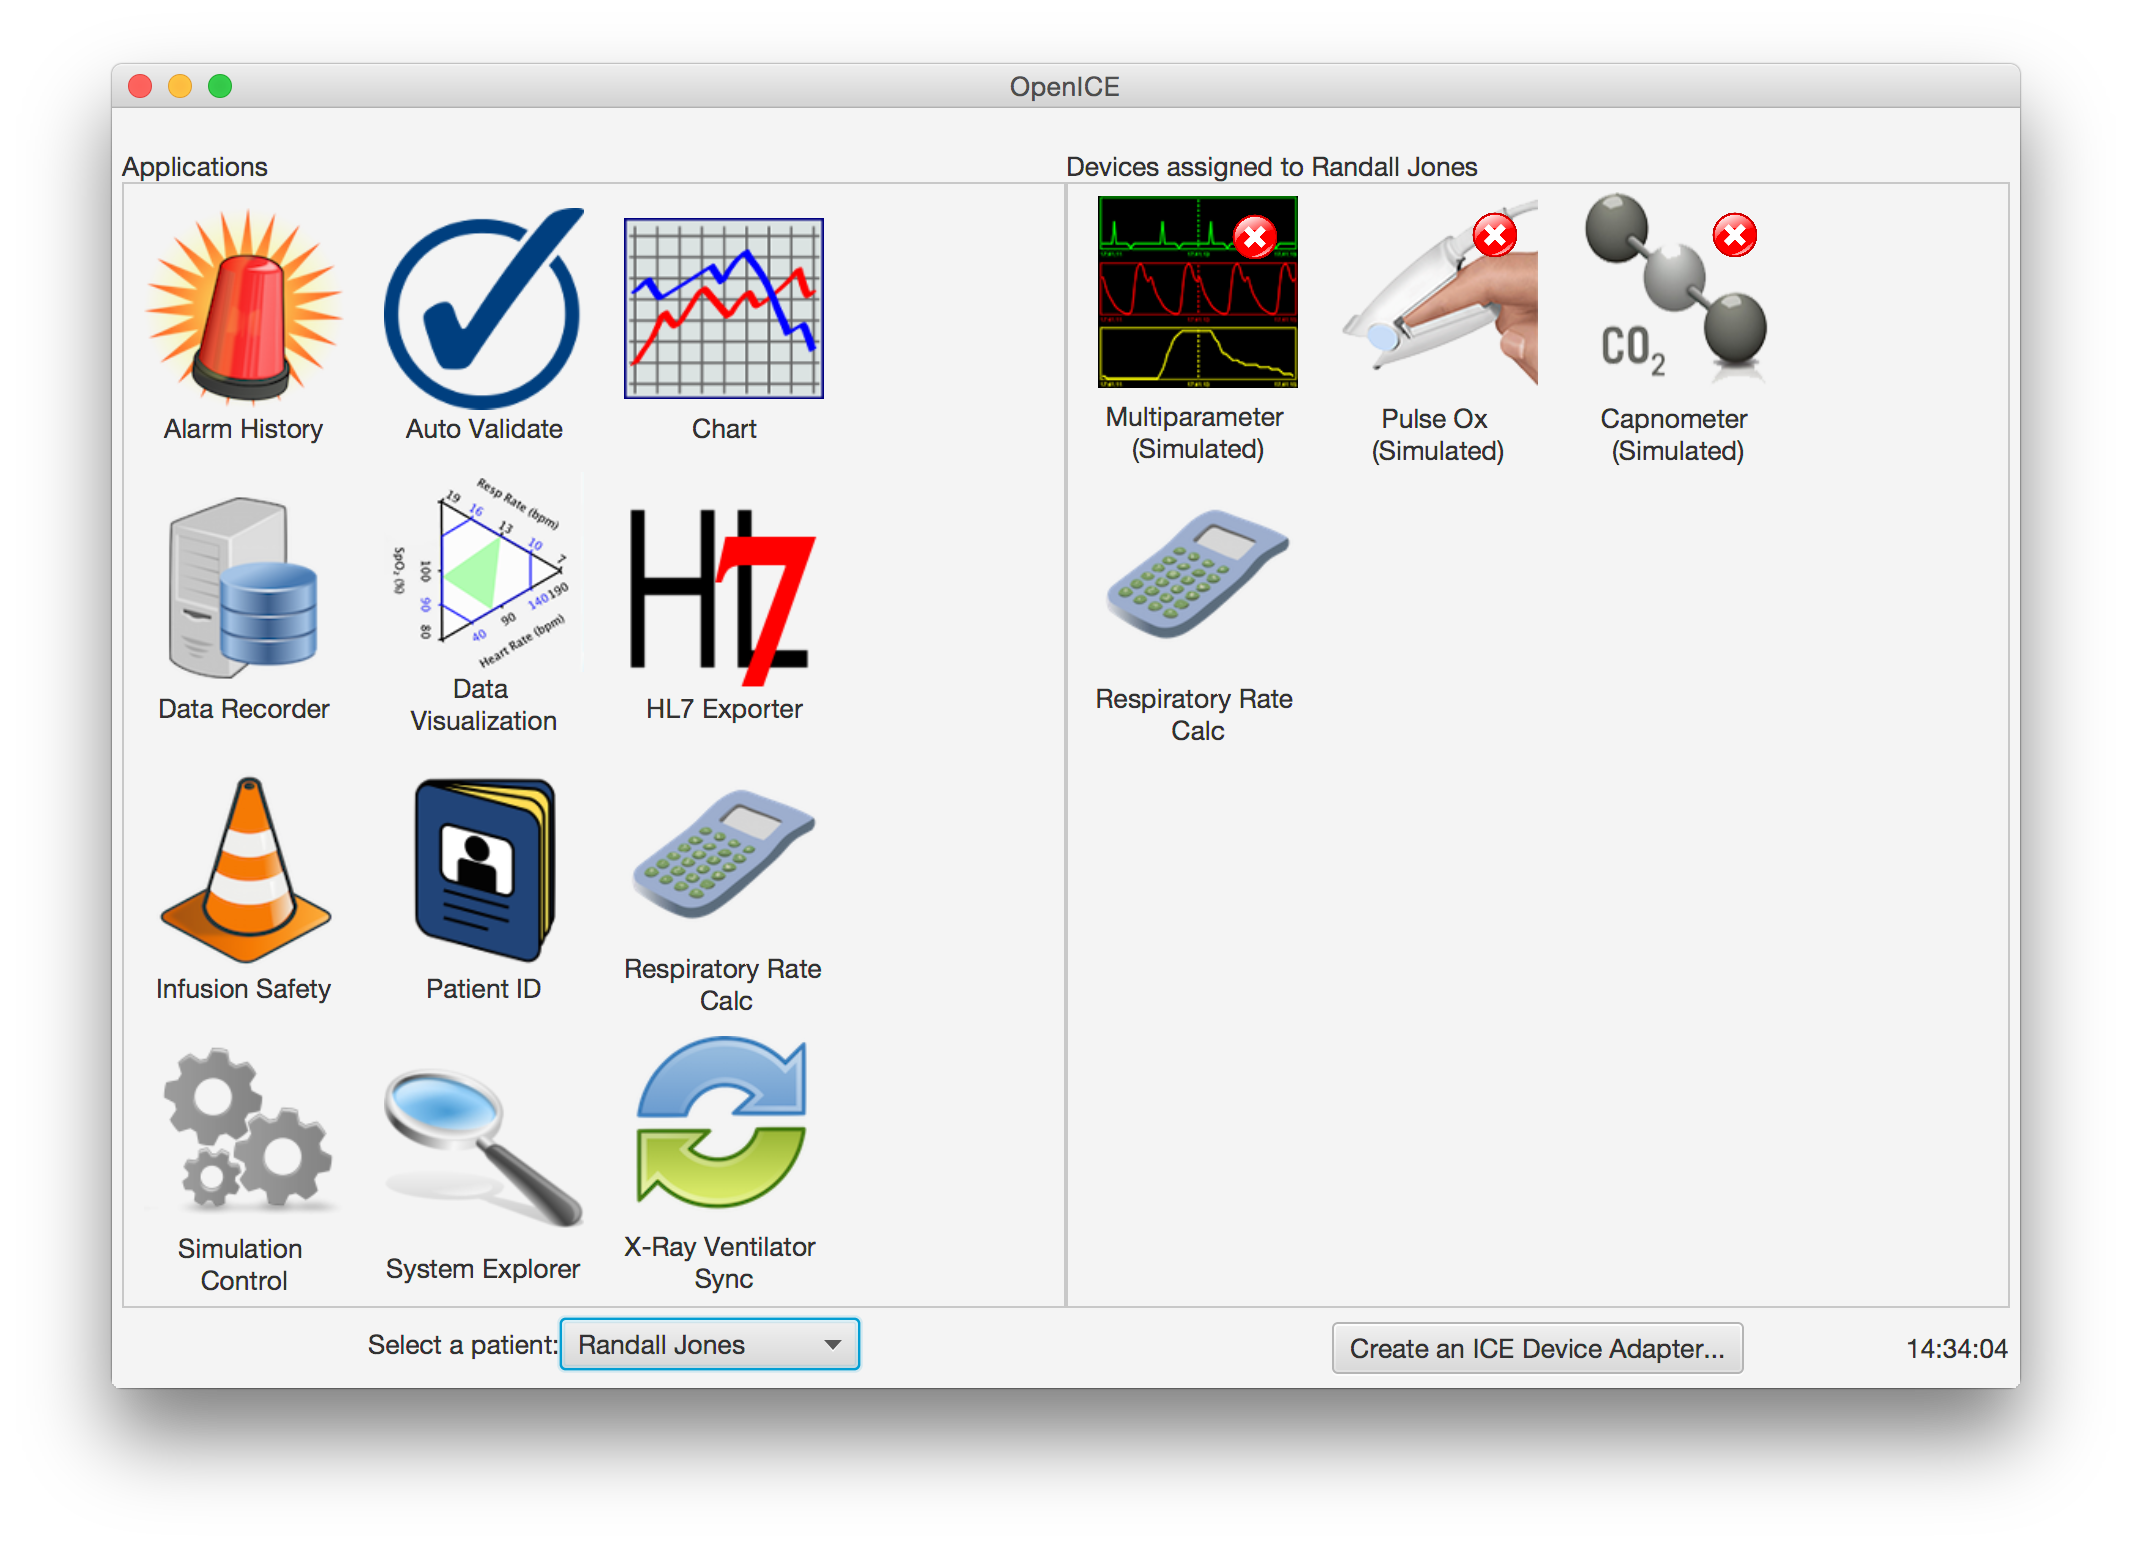 OpenICE
Applications
Devices assigned to Randall Jones
Alarm History
Auto Validate
Chart
Multiparameter
(Simulated)
Pulse Ox
(Simulated)
CO2
Capnometer
(Simulated)
Data Recorder
Resp Rate (bpm)
19
16
13
10
7
SpO₂ (%)
100
90
80
190
140
90
40
Heart Rate (bpm)
Data
Visualization
HL7
HL7 Exporter
Respiratory Rate
Calc
Infusion Safety
Patient ID
Respiratory Rate
Calc
Simulation
Control
System Explorer
X-Ray Ventilator
Sync
Select a patient:
Randall Jones
Create an ICE Device Adapter...
14:34:04